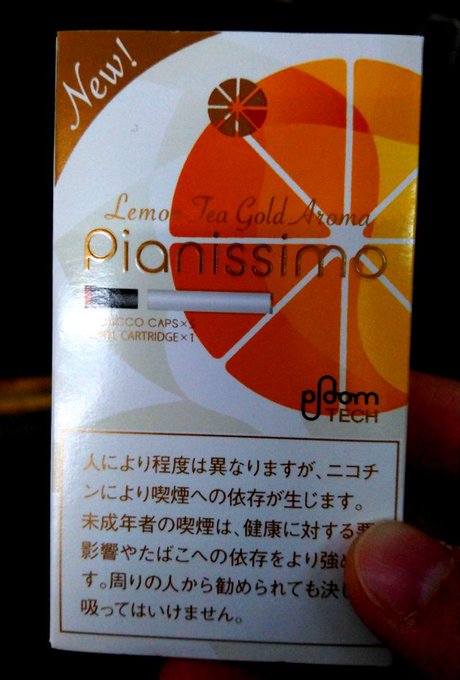 New!
Lemon Tea Gold Aroma
Pianissimo
CAPS×
CARTRIDGE×1
ploom
TECH
人により程度は異なりますが、ニコチ
ンにより喫煙への依存が生じます。
未成年者の喫煙は、健康に対する悪
影響やたばこへの依存をより強め
す。周りの人から勧められても決し
吸ってはいけません。